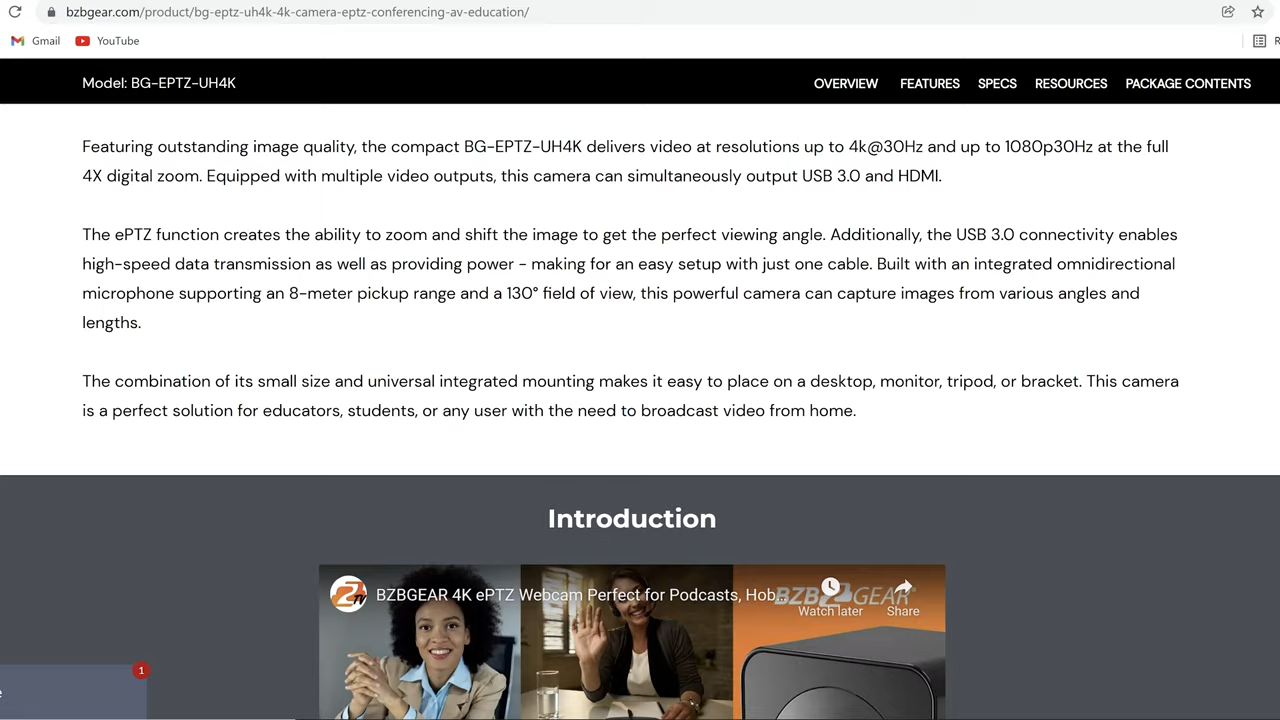 bzbgear.com/product/bg-eptz-uh4k-4k-camera-eptz-conferencing-av-education/
Gmail
YouTube
R
Model: BG-EPTZ-UH4K
OVERVIEW
FEATURES
SPECS
RESOURCES
PACKAGE CONTENTS
Featuring outstanding image quality, the compact BG-EPTZ-UH4K delivers video at resolutions up to 4k@30Hz and up to 1080p30Hz at the full
4X digital zoom. Equipped with multiple video outputs, this camera can simultaneously output USB 3.0 and HDMI.
The ePTZ function creates the ability to zoom and shift the image to get the perfect viewing angle. Additionally, the USB 3.0 connectivity enables
high-speed data transmission as well as providing power - making for an easy setup with just one cable. Built with an integrated omnidirectional
microphone supporting an 8-meter pickup range and a 130° field of view, this powerful camera can capture images from various angles and
lengths.
The combination of its small size and universal integrated mounting makes it easy to place on a desktop, monitor, tripod, or bracket. This camera
is a perfect solution for educators, students, or any user with the need to broadcast video from home.
Introduction
BZBGEAR 4K ePTZ Webcam Perfect for Podcasts, Hob...
BZBGEAR
Watch later
Share
TV
1
e